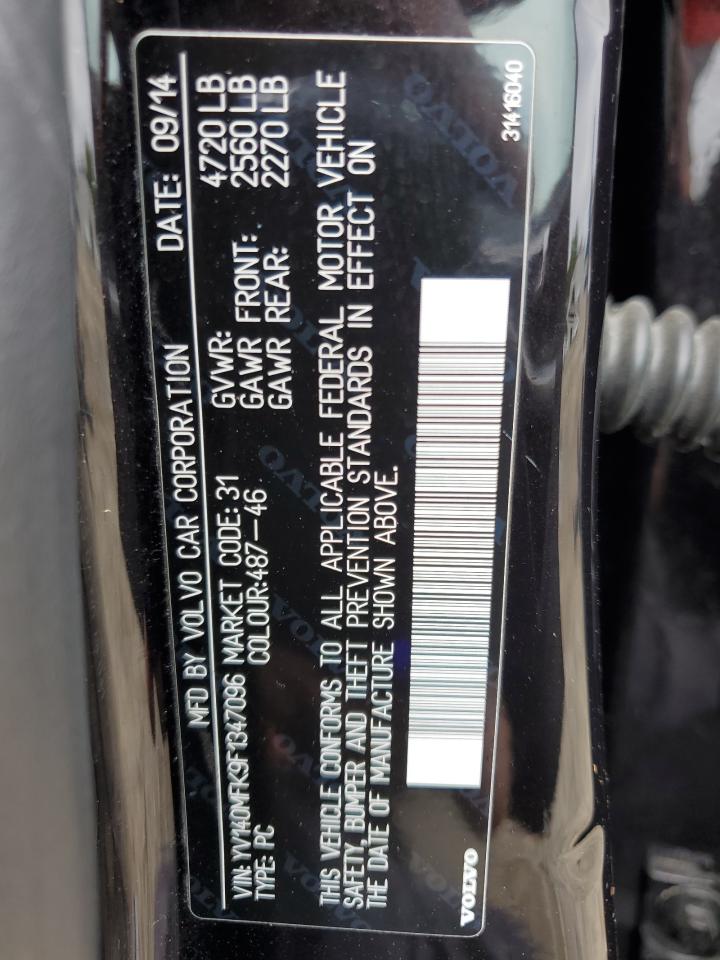 MFD BY VOLVO CAR CORPORATION DATE: 09/14
VIN: YV140MFK9F1347096 MARKET CODE: 31 GVWR: 4720 LB
TYPE: PC COLOUR:487-46 GAWR FRONT: 2560 LB
GAWR REAR: 2270 LB
THIS VEHICLE CONFORMS TO ALL APPLICABLE FEDERAL MOTOR VEHICLE
SAFETY, BUMPER AND THEFT PREVENTION STANDARDS IN EFFECT ON
THE DATE OF MANUFACTURE SHOWN ABOVE.
VOLVO 31416040